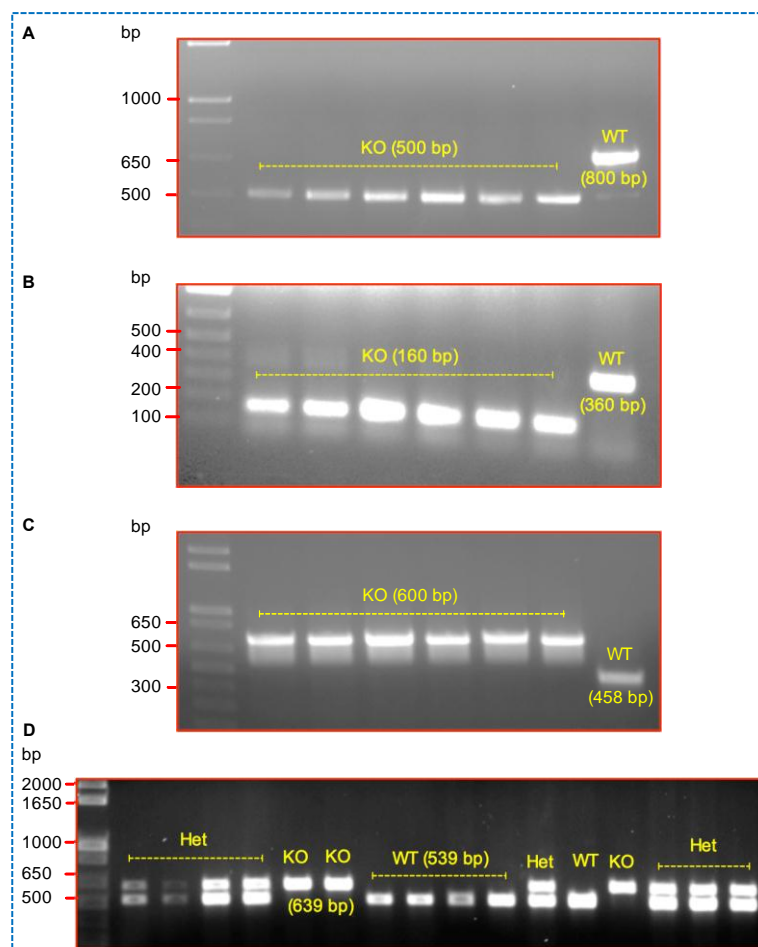 A
bp
1000
650
500
KO (500 bp)
WT
(800 bp)
B
bp
500
400
200
100
KO (160 bp)
WT
(360 bp)
C
bp
650
500
300
KO (600 bp)
WT
(458 bp)
D
bp
2000
1650
1000
650
500
Het
KO KO
(639 bp)
WT (539 bp)
Het WT KO
Het